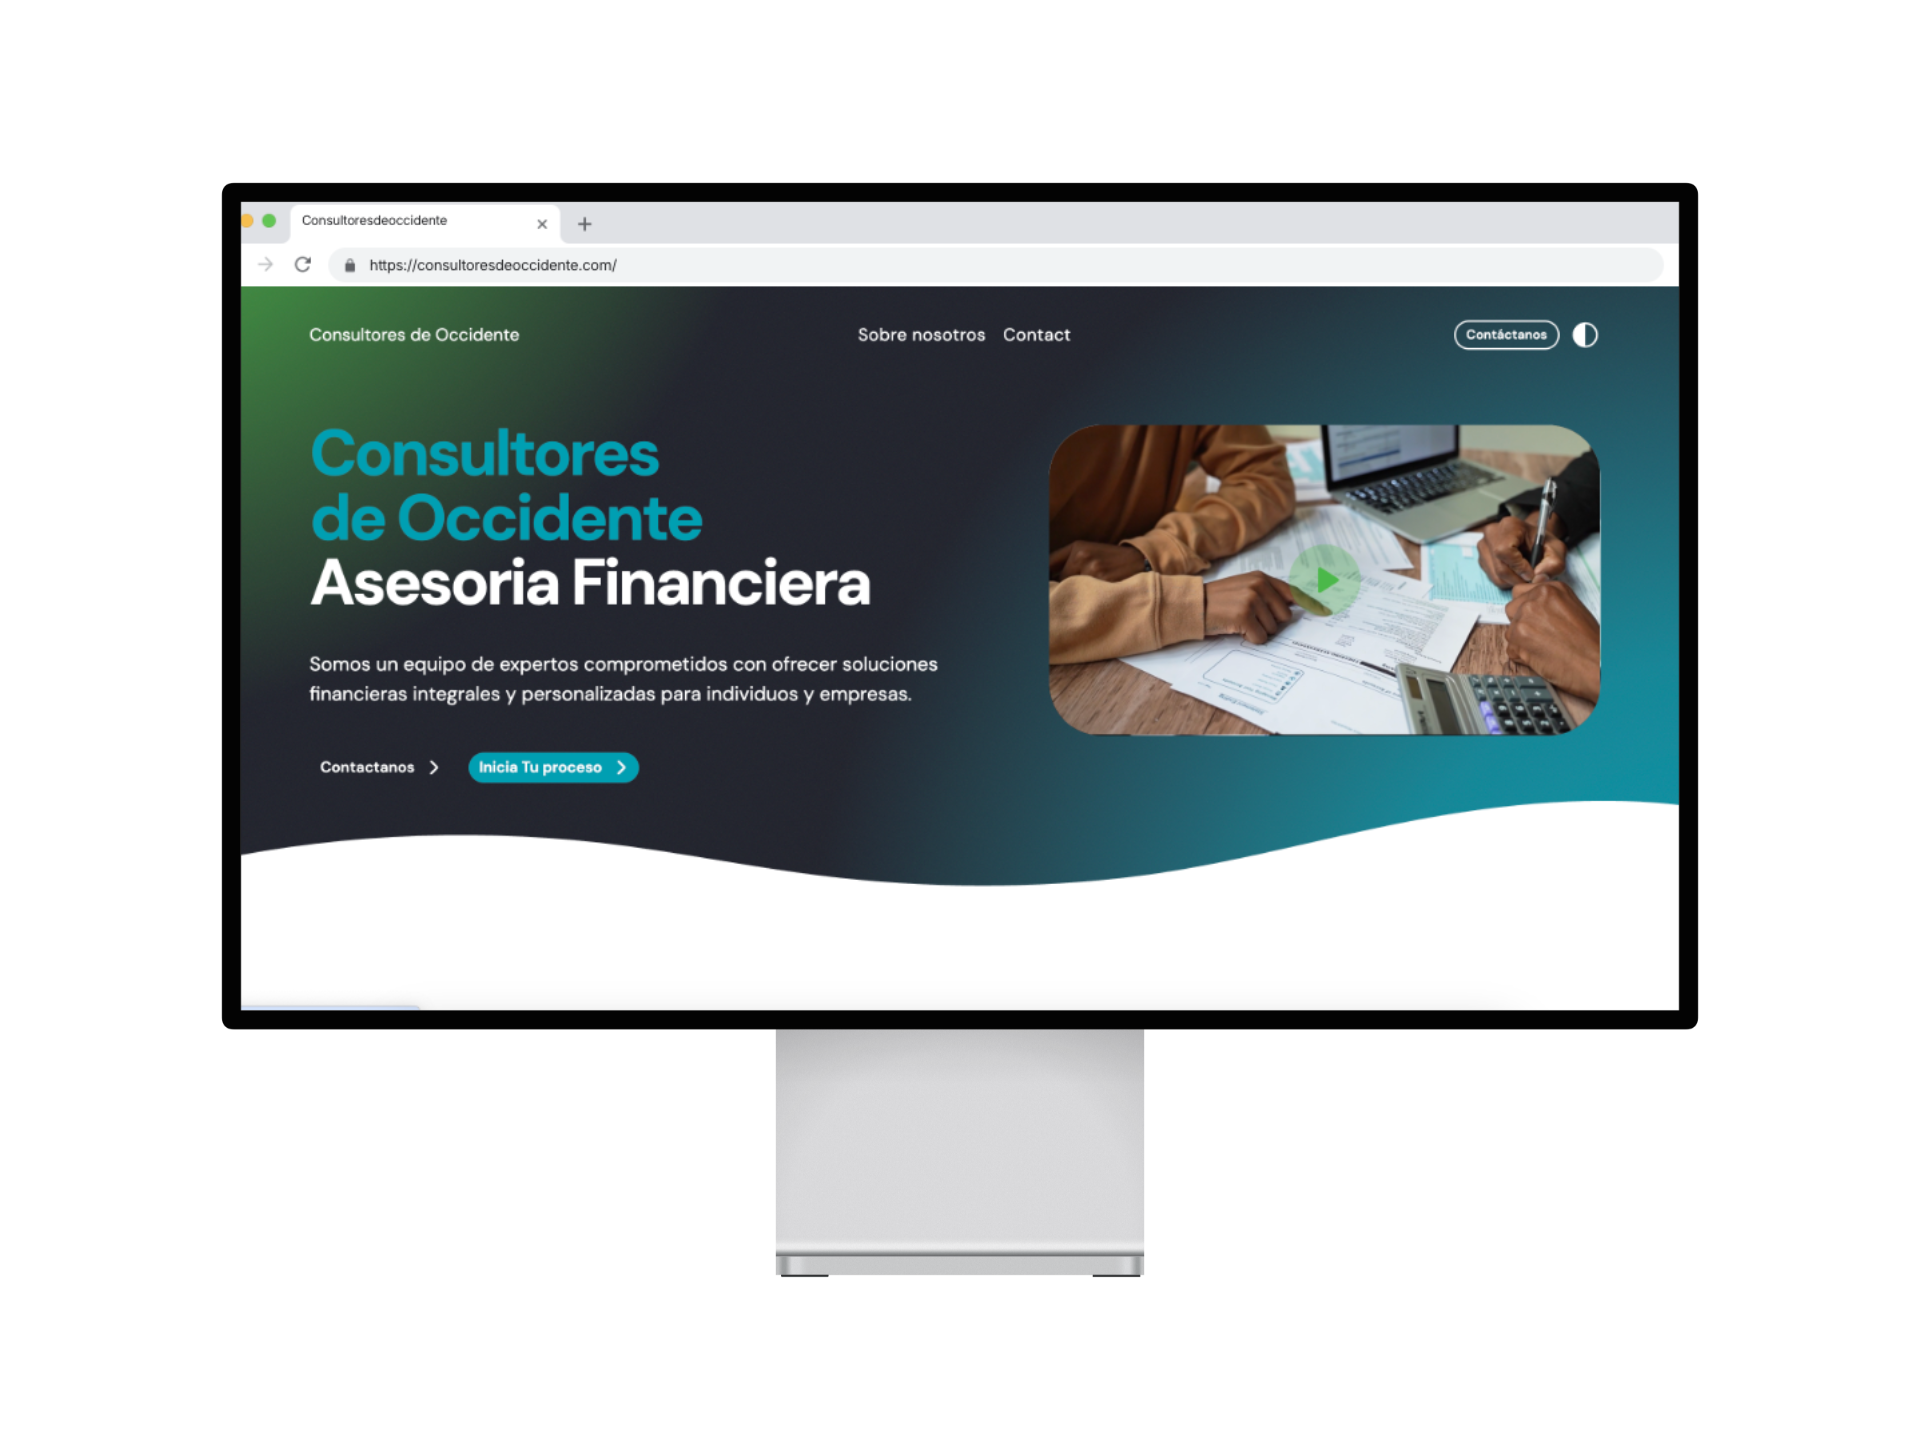 Consultoresdeoccidente
https://consultoresdeoccidente.com/
Consultores de Occidente
Sobre nosotros
Contact
Contáctanos
Consultores
de Occidente
Asesoria Financiera
Somos un equipo de expertos comprometidos con ofrecer soluciones
financieras integrales y personalizadas para individuos y empresas.
Contactanos
Inicia Tu proceso